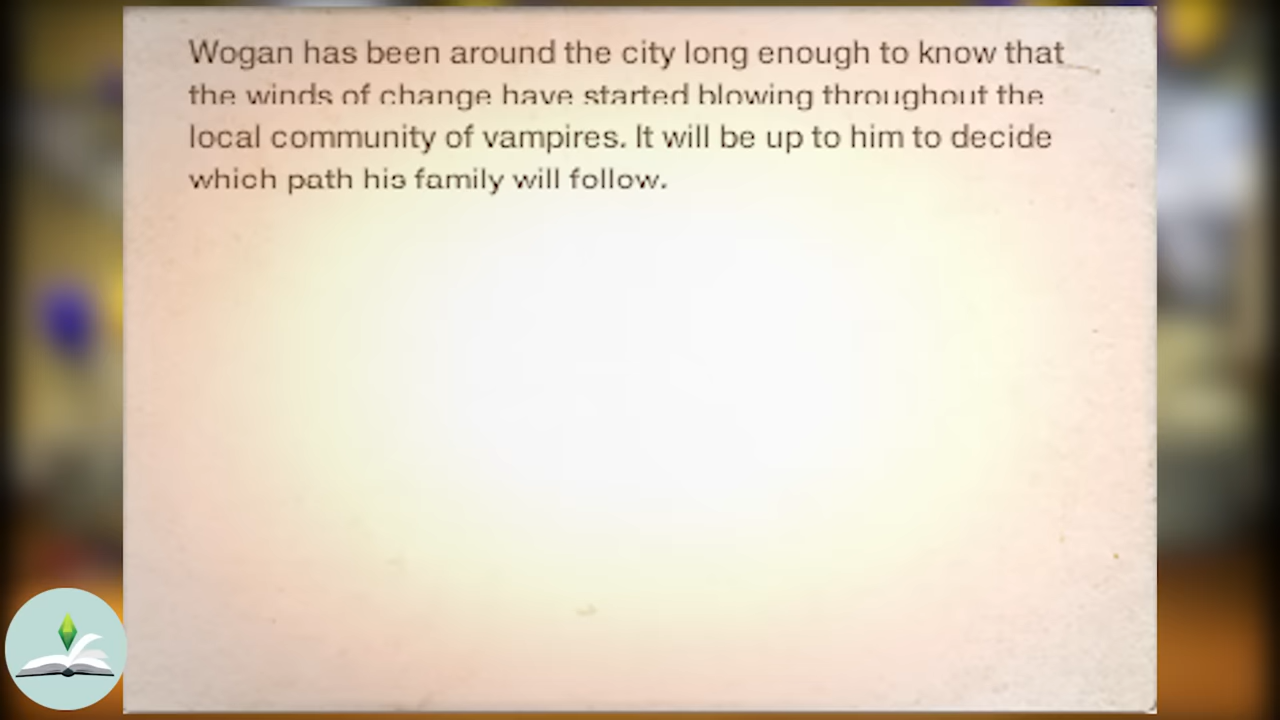 Wogan has been around the city long enough to know that
the winds of change have started blowing throughout the
local community of vampires. It will be up to him to decide
which path his family will follow.